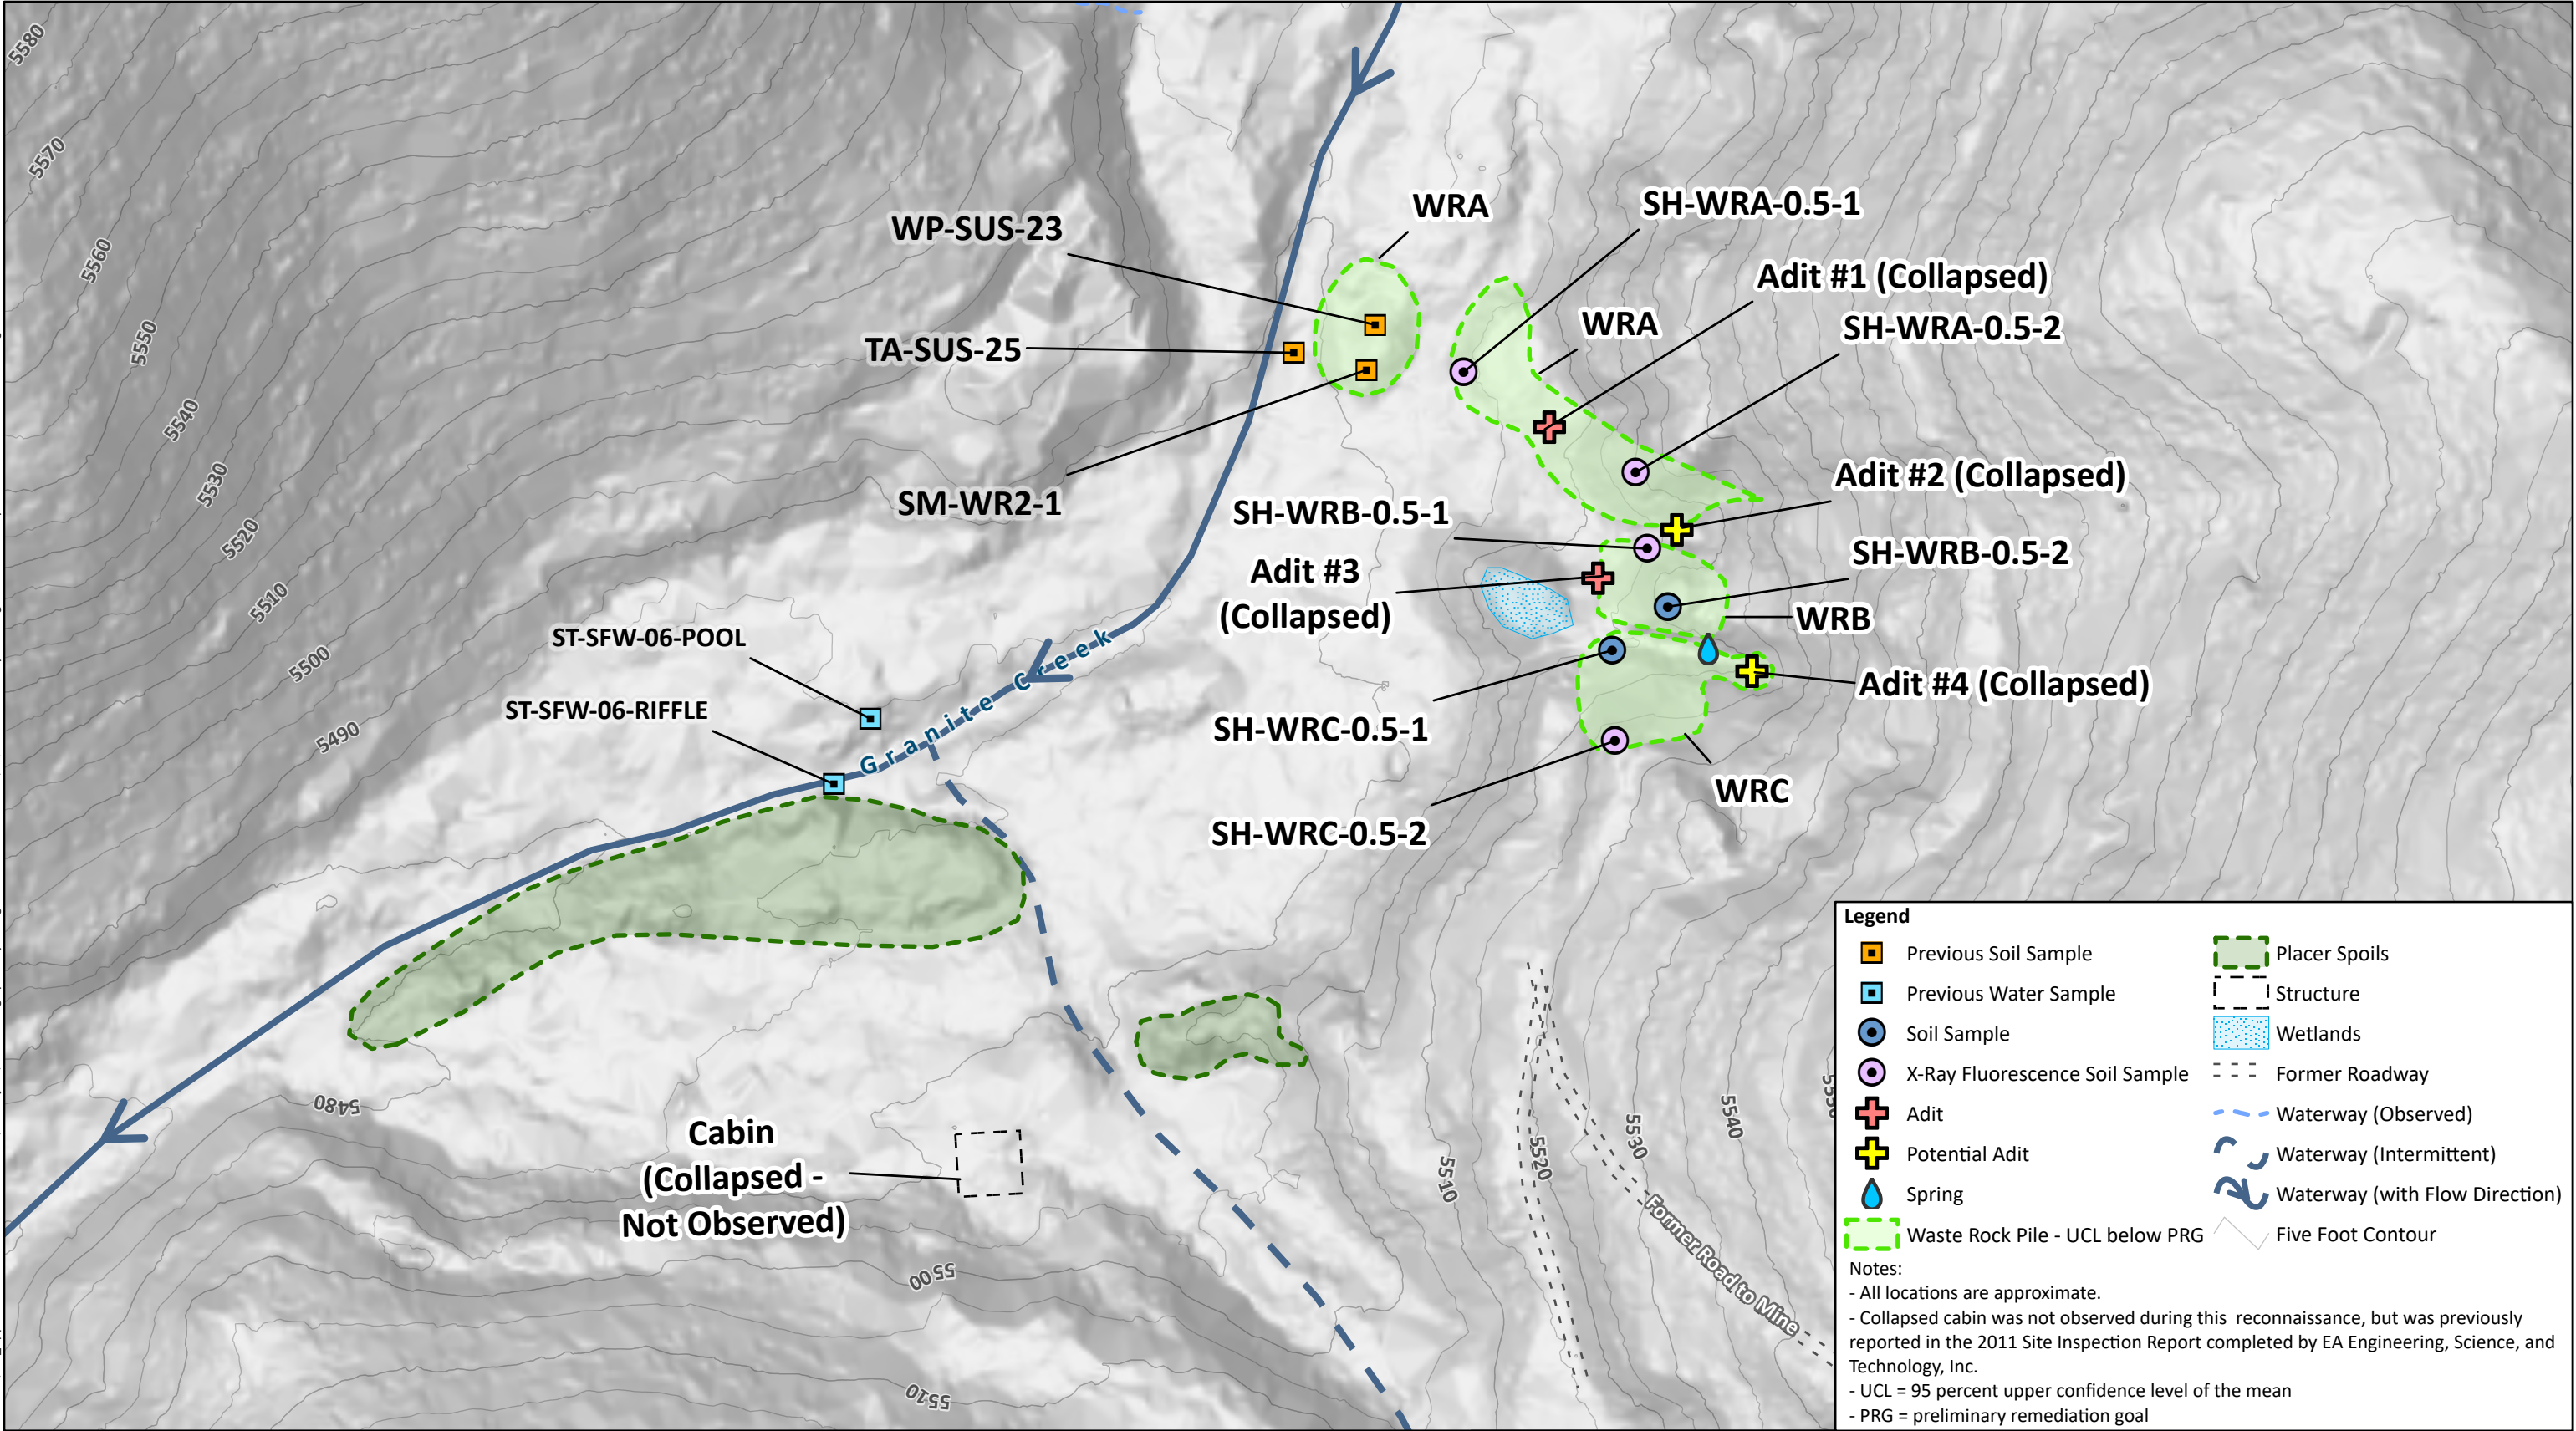 5580
5570
5560
5550
5540
5530
5520
5510
5500
5490
5480
WP-SUS-23
TA-SUS-25
SM-WR2-1
WRA
SH-WRA-0.5-1
WRA
Adit #1 (Collapsed)
SH-WRA-0.5-2
Adit #2 (Collapsed)
SH-WRB-0.5-1
Adit #3
(Collapsed)
SH-WRB-0.5-2
WRB
Adit #4 (Collapsed)
SH-WRC-0.5-1
WRC
SH-WRC-0.5-2
ST-SFW-06-POOL
ST-SFW-06-RIFFLE
Granite Creek
Cabin
(Collapsed -
Not Observed)
5500
5510
5510
5520
5530
5540
Former Road to Mine
Legend
Previous Soil Sample
Previous Water Sample
Soil Sample
X-Ray Fluorescence Soil Sample
Adit
Potential Adit
Spring
Waste Rock Pile - UCL below PRG
Placer Spoils
Structure
Wetlands
Former Roadway
Waterway (Observed)
Waterway (Intermittent)
Waterway (with Flow Direction)
Five Foot Contour
Notes:
- All locations are approximate.
- Collapsed cabin was not observed during this reconnaissance, but was previously
reported in the 2011 Site Inspection Report completed by EA Engineering, Science, and
Technology, Inc.
- UCL = 95 percent upper confidence level of the mean
- PRG = preliminary remediation goal